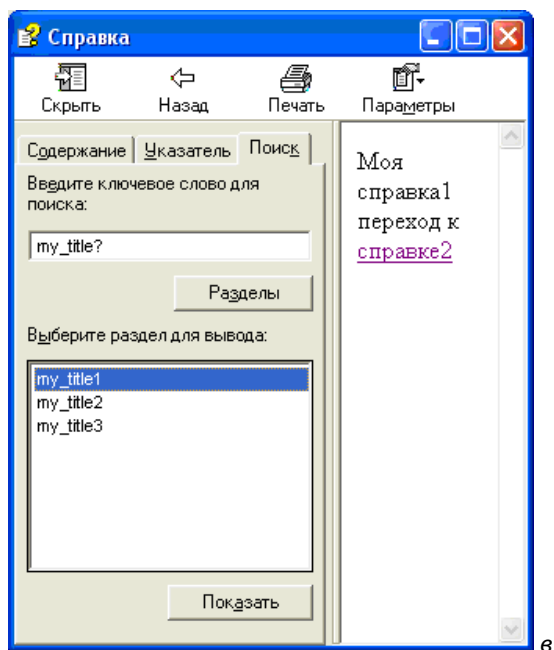 Справка
Скрыть Назад Печать Параметры
Содержание Указатель Поиск
Введите ключевое слово для
поиска:
my_title?
Разделы
Выберите раздел для вывода:
my_title1
my_title2
my_title3
Показать
Моя
справка1
переход к
справке2
в